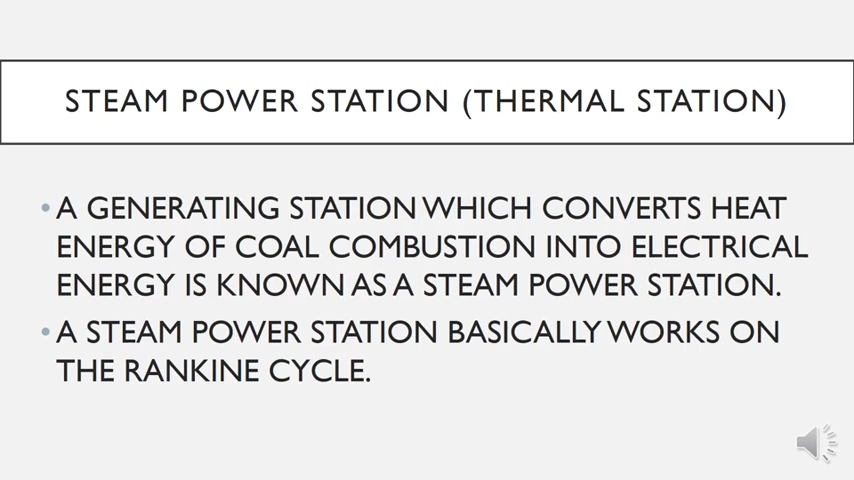 STEAM POWER STATION (THERMAL STATION)
• A GENERATING STATION WHICH CONVERTS HEAT
ENERGY OF COAL COMBUSTION INTO ELECTRICAL
ENERGY IS KNOWN AS A STEAM POWER STATION.
• A STEAM POWER STATION BASICALLY WORKS ON
THE RANKINE CYCLE.